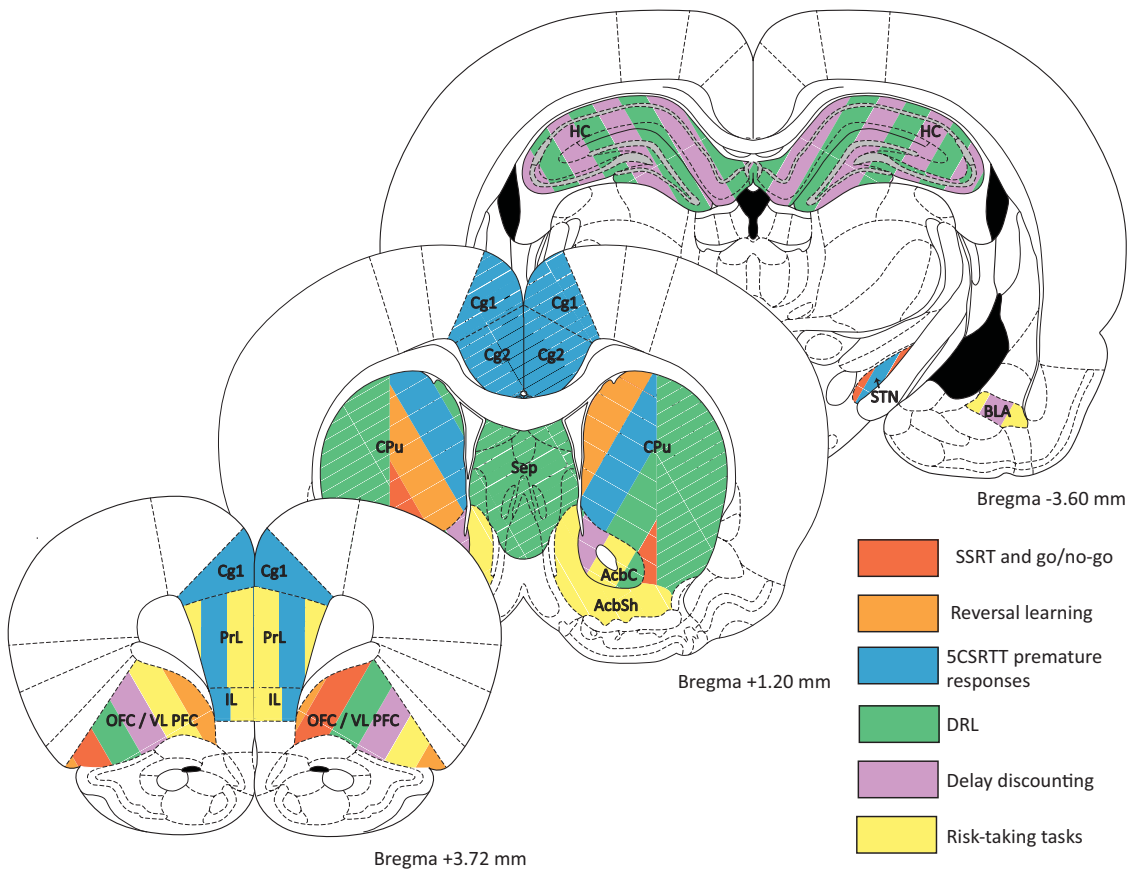 HC
HC
STN
BLA
Bregma -3.60 mm
Cg1
Cg1
Cg2
Cg2
CPu
Sep
CPu
AcbC
AcbSh
Bregma +1.20 mm
Cg1
Cg1
PrL
PrL
IL
IL
OFC / VL PFC
OFC / VL PFC
Bregma +3.72 mm
SSRT and go/no-go
Reversal learning
5CSRTT premature
responses
DRL
Delay discounting
Risk-taking tasks